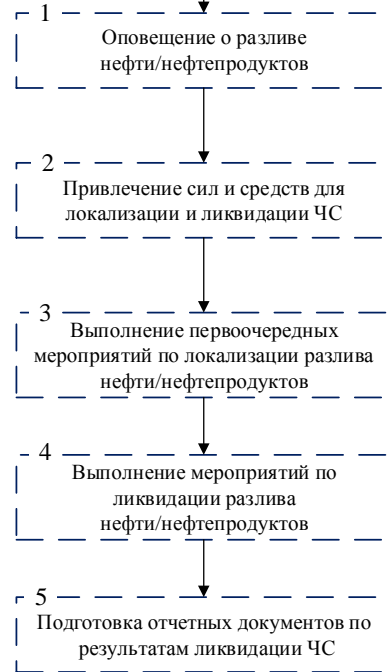 1
Оповещение о разливе
нефти/нефтепродуктов
2
Привлечение сил и средств для
локализации и ликвидации ЧС
3
Выполнение первоочередных
мероприятий по локализации разлива
нефти/нефтепродуктов
4
Выполнение мероприятий по
ликвидации разлива
нефти/нефтепродуктов
5
Подготовка отчетных документов по
результатам ликвидации ЧС